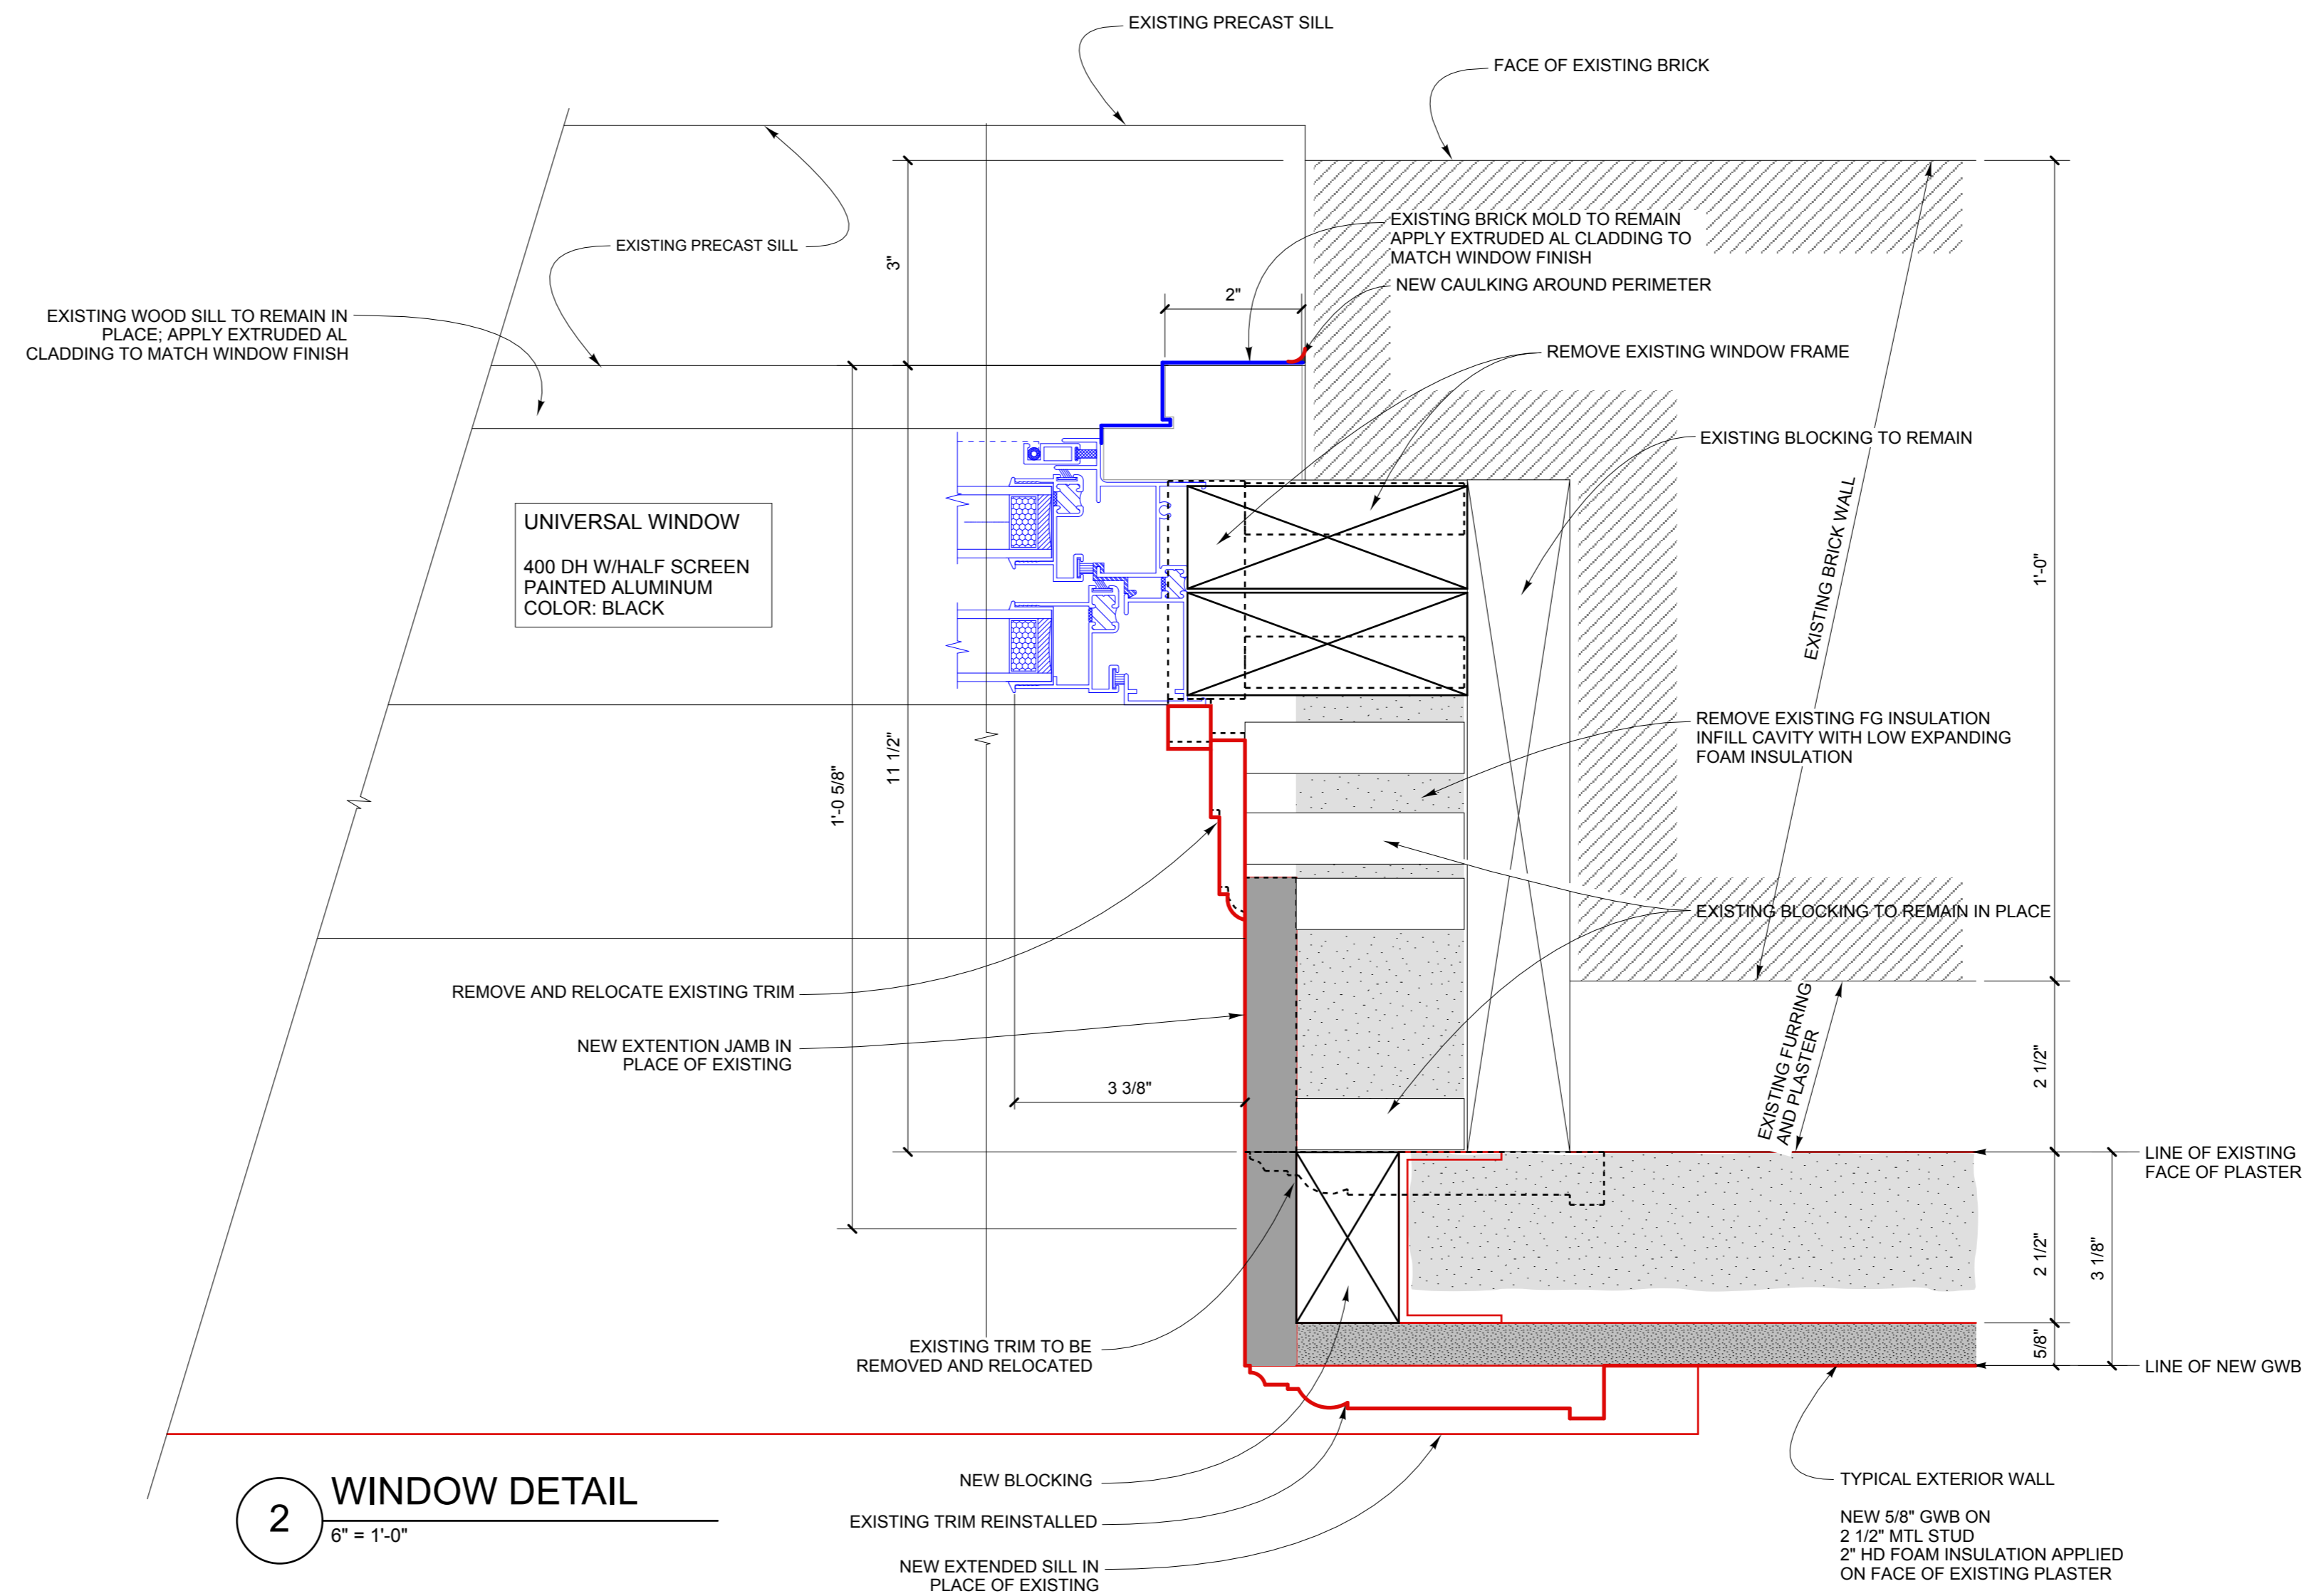 EXISTING PRECAST SILL
FACE OF EXISTING BRICK
EXISTING PRECAST SILL
EXISTING BRICK MOLD TO REMAIN
APPLY EXTRUDED AL CLADDING TO
MATCH WINDOW FINISH
NEW CAULKING AROUND PERIMETER
3"
2"
EXISTING WOOD SILL TO REMAIN IN
PLACE; APPLY EXTRUDED AL
CLADDING TO MATCH WINDOW FINISH
REMOVE EXISTING WINDOW FRAME
EXISTING BLOCKING TO REMAIN
UNIVERSAL WINDOW
400 DH W/HALF SCREEN
PAINTED ALUMINUM
COLOR: BLACK
EXISTING BRICK WALL
1'-0"
REMOVE EXISTING FG INSULATION
INFILL CAVITY WITH LOW EXPANDING
FOAM INSULATION
11 1/2"
1'-0 5/8"
EXISTING BLOCKING TO REMAIN IN PLACE
REMOVE AND RELOCATE EXISTING TRIM
NEW EXTENTION JAMB IN
PLACE OF EXISTING
3 3/8"
EXISTING FURRING
AND PLASTER
2 1/2"
LINE OF EXISTING
FACE OF PLASTER
2 1/2"
3 1/8"
5/8"
EXISTING TRIM TO BE
REMOVED AND RELOCATED
LINE OF NEW GWB
NEW BLOCKING
EXISTING TRIM REINSTALLED
NEW EXTENDED SILL IN
PLACE OF EXISTING
TYPICAL EXTERIOR WALL
NEW 5/8" GWB ON
2 1/2" MTL STUD
2" HD FOAM INSULATION APPLIED
ON FACE OF EXISTING PLASTER
2
WINDOW DETAIL
6" = 1'-0"